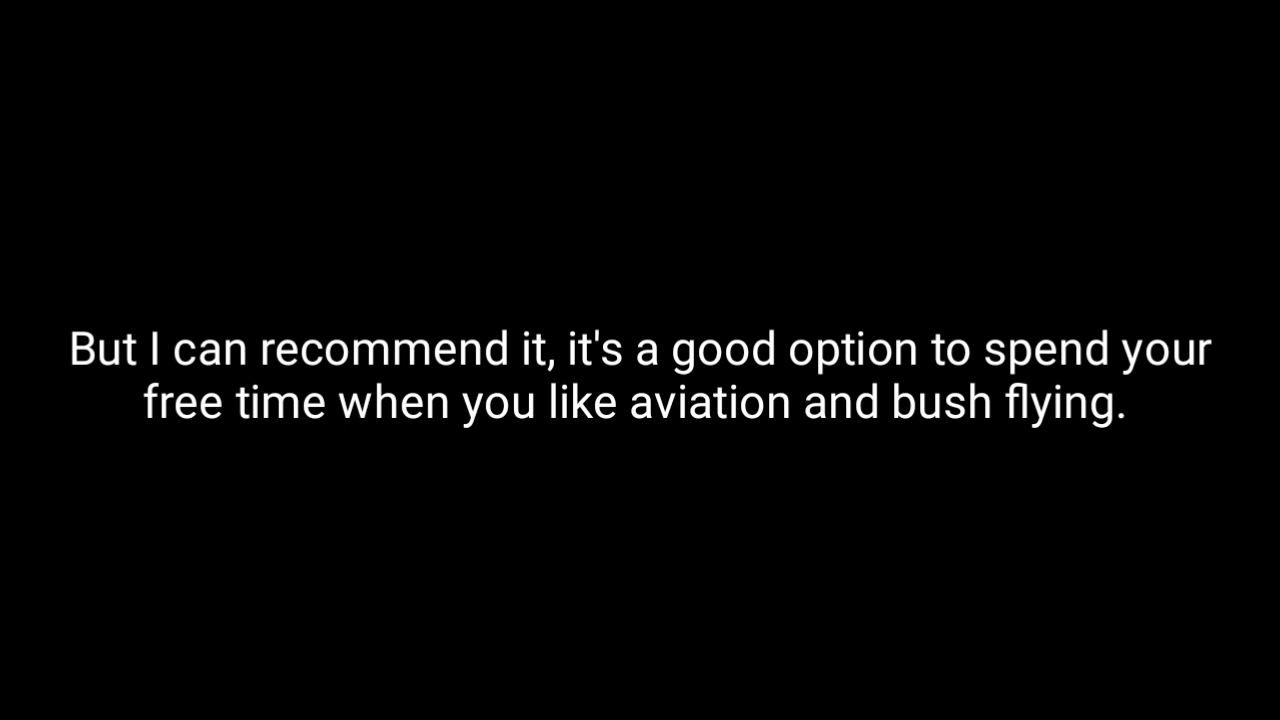 But I can recommend it, it's a good option to spend your
free time when you like aviation and bush flying.